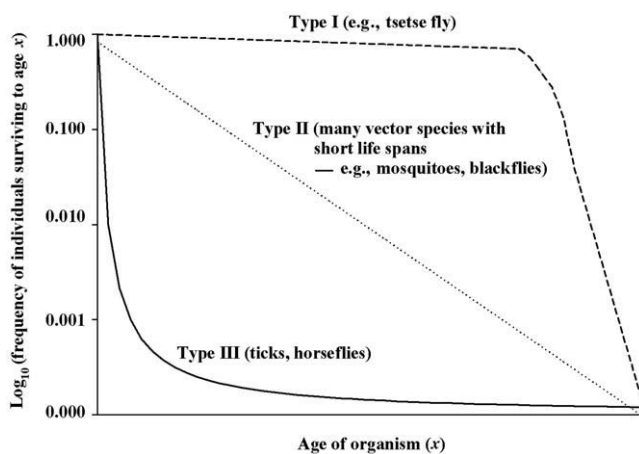 Type I (e.g., tsetse fly)
1.000
Type II (many vector species with
short life spans
— e.g., mosquitoes, blackflies)
0.100
0.010
0.001
Type III (ticks, horseflies)
0.000
Log10 (frequency of individuals surviving to age x)
Age of organism (x)